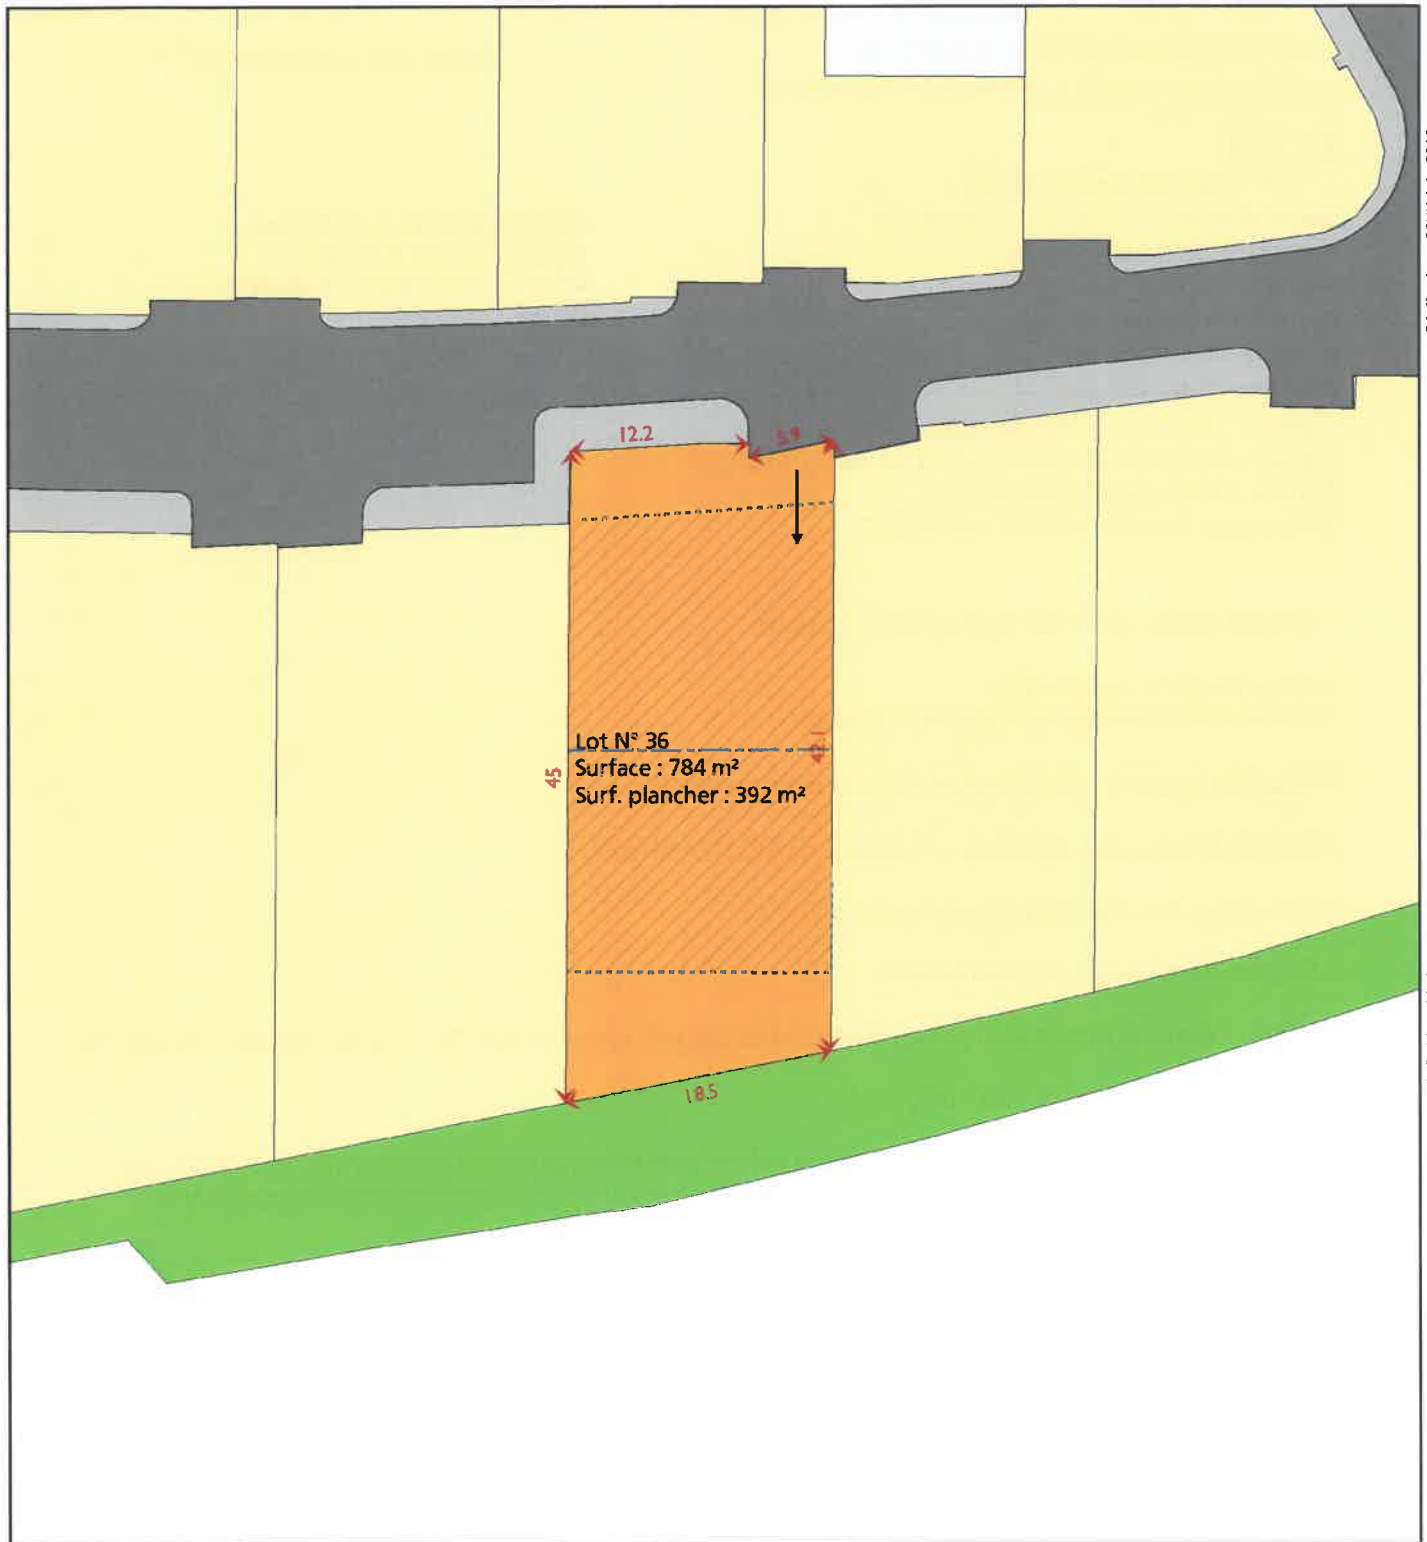 12.2
5.9
Lot N° 36
Surface : 784 m²
Surf. plancher : 392 m²
45
42.1
18.5